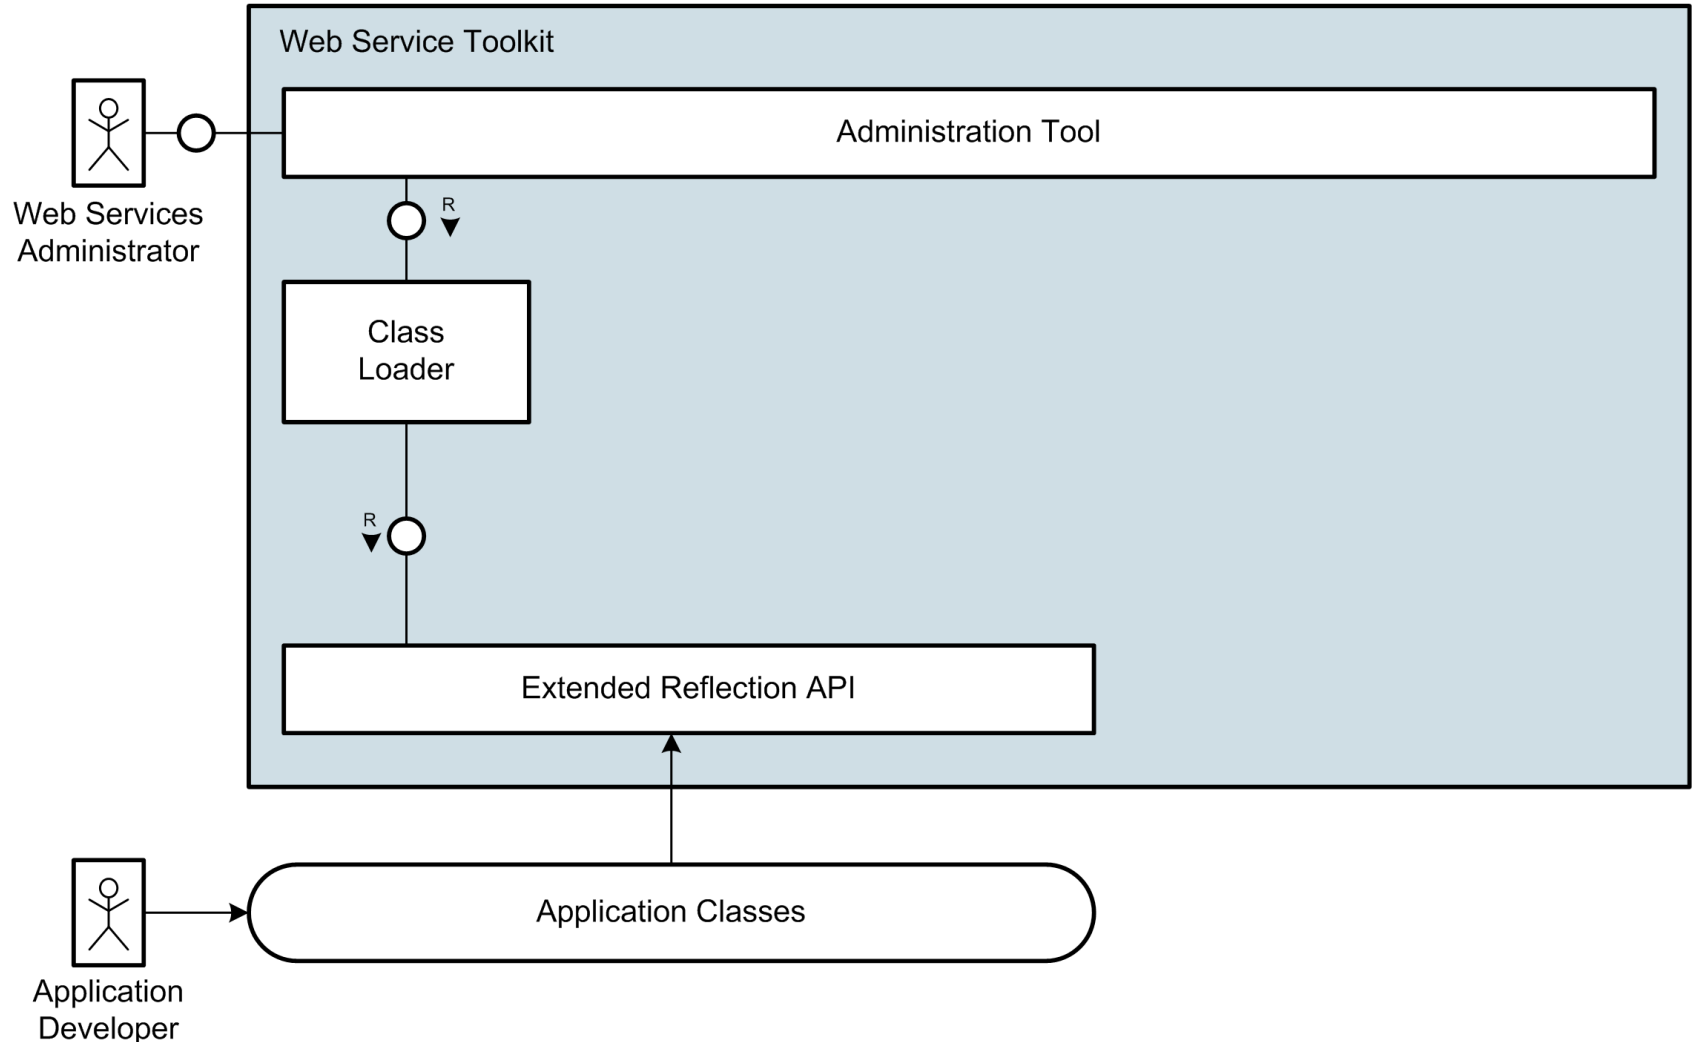 Web Service Toolkit
Administration Tool
Web Services
Administrator
R
Class
Loader
R
Extended Reflection API
Application Classes
Application
Developer